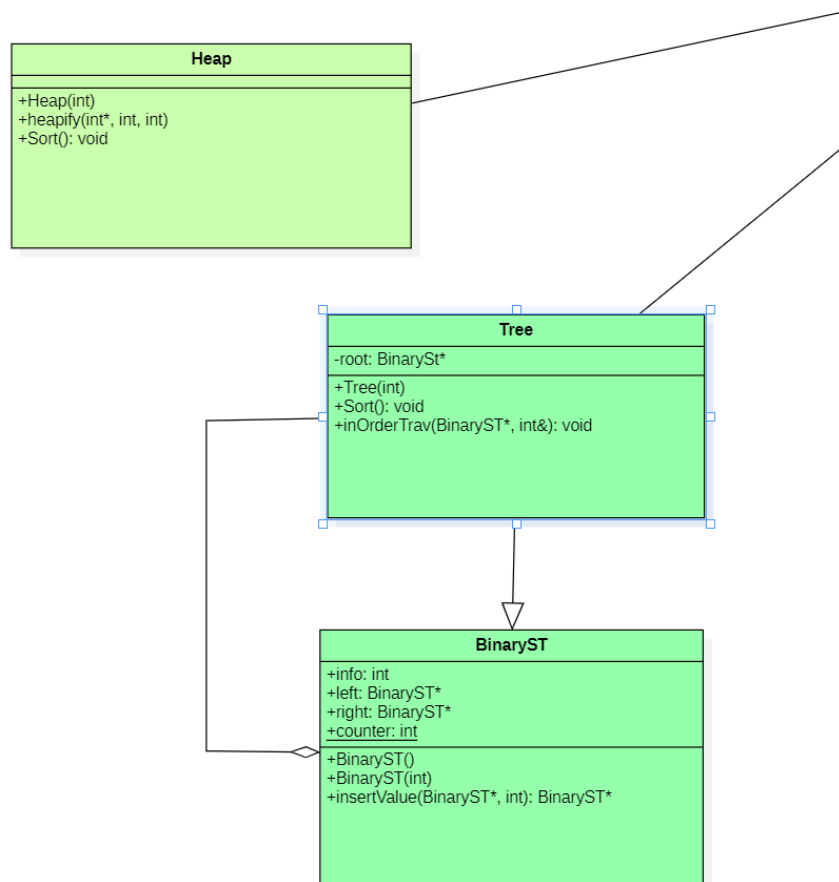 Heap
+Heap(int)
+heapify(int*, int, int)
+Sort(): void
Tree
-root: BinarySt*
+Tree(int)
+Sort(): void
+inOrderTrav(BinaryST*, int&): void
BinaryST
+info: int
+left: BinaryST*
+right: BinaryST*
+counter: int
+BinaryST()
+BinaryST(int)
+insertValue(BinaryST*, int): BinaryST*